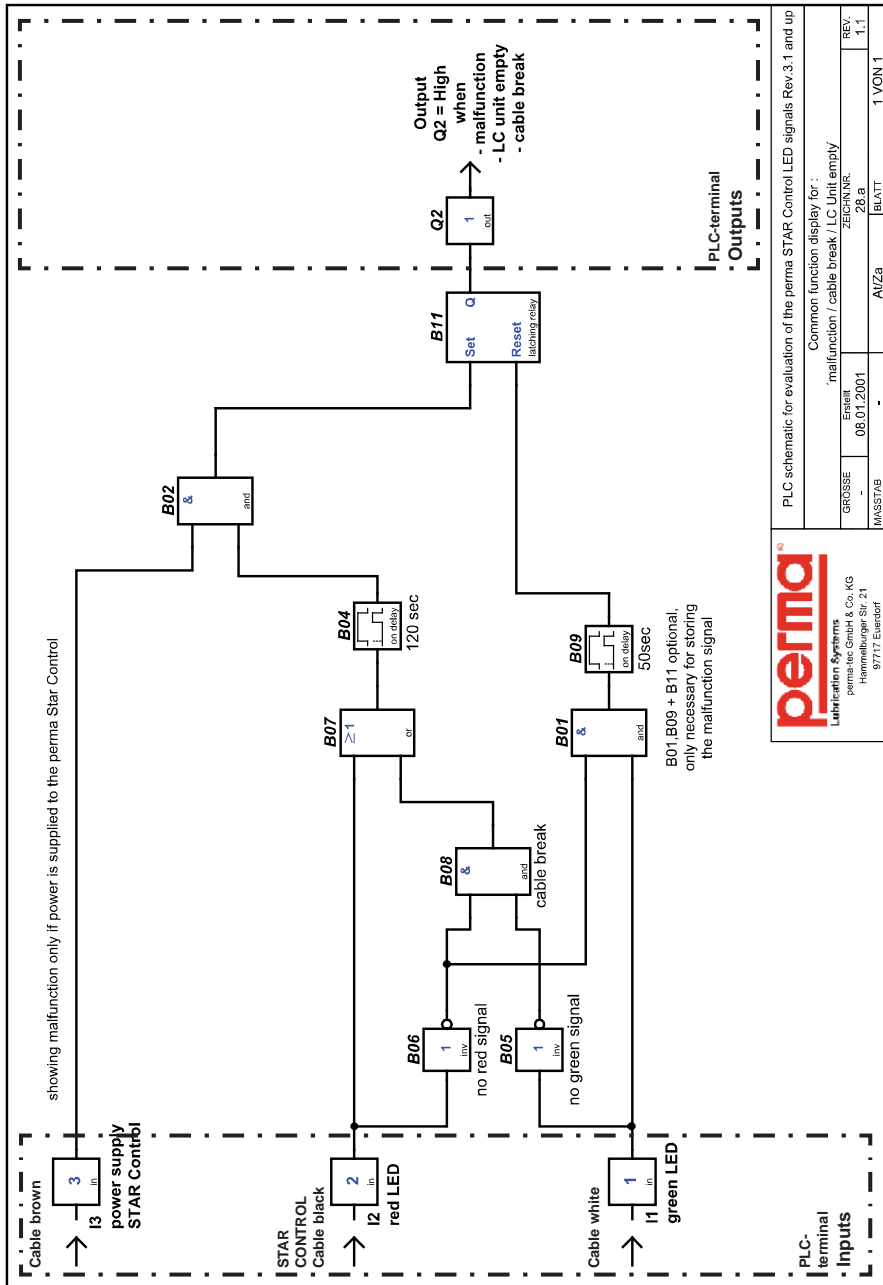 showing malfunction only if power is supplied to the perma Star Control
Cable brown
3
in
I3
power supply
STAR Control
STAR
CONTROL
Cable black
2
in
I2
red LED
Cable white
1
in
I1
green LED
PLC-
terminal
Inputs
B06
1
inv
no red signal
B05
1
inv
no green signal
B08
&
and
cable break
B07
≥1
or
B01
&
and
B01,B09 + B11 optional,
only necessary for storing
the malfunction signal
B04
on delay
120 sec
B09
on delay
50sec
B02
&
and
B11
Set
Q
Reset
latching relay
Q2
1
out
Output
Q2 = High
when
- malfunction
- LC unit empty
- cable break
PLC-terminal
Outputs
perma
Lubrication Systems
perma-tec GmbH & Co. KG
Hammelburger Str. 21
97717 Euerdorf
PLC schematic for evaluation of the perma STAR Control LED signals Rev.3.1 and up
Common function display for :
'malfunction / cable break / LC Unit empty'
GRÖSSE
-
Erstellt
08.01.2001
ZEICHN.NR.
28.a
REV.
1.1
MASSTAB
-
At/Za
BLATT
1 VON 1